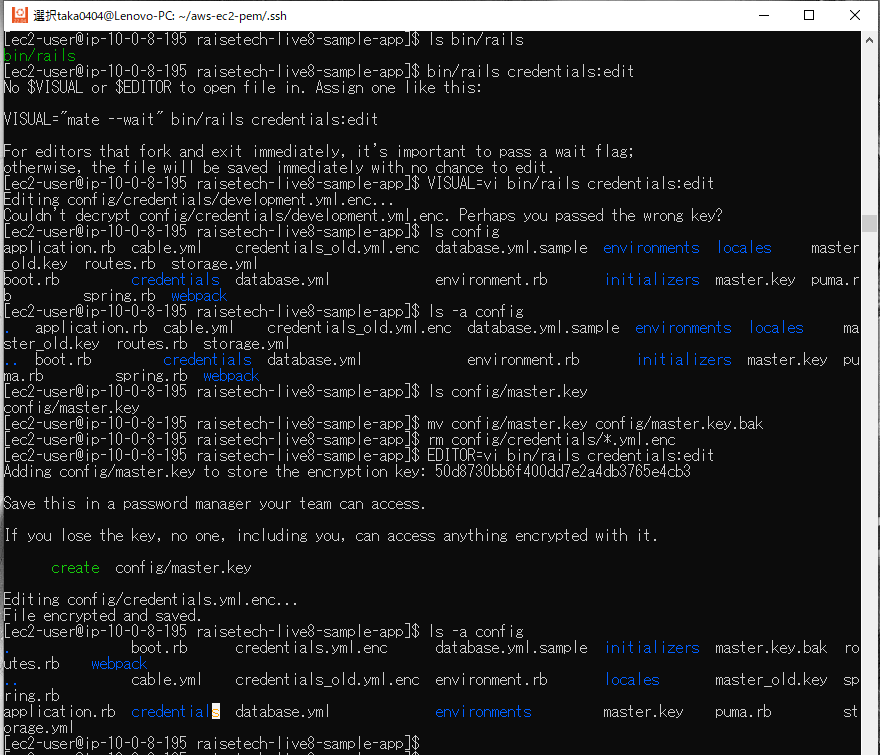 選択taka0404@Lenovo-PC: ~/aws-ec2-pem/.ssh
[ec2-user@ip-10-0-8-195 raisetech-live8-sample-app]$ ls bin/rails
bin/rails
[ec2-user@ip-10-0-8-195 raisetech-live8-sample-app]$ bin/rails credentials:edit
No $VISUAL or $EDITOR to open file in. Assign one like this:
VISUAL="mate --wait" bin/rails credentials:edit
For editors that fork and exit immediately, it's important to pass a wait flag;
otherwise, the file will be saved immediately with no chance to edit.
[ec2-user@ip-10-0-8-195 raisetech-live8-sample-app]$ VISUAL=vi bin/rails credentials:edit
Editing config/credentials/development.yml.enc...
Couldn't decrypt config/credentials/development.yml.enc. Perhaps you passed the wrong key?
[ec2-user@ip-10-0-8-195 raisetech-live8-sample-app]$ ls config
application.rb cable.yml credentials_old.yml.enc database.yml.sample environments locales master
_old.key routes.rb storage.yml
boot.rb credentials database.yml environment.rb initializers master.key puma.r
b spring.rb webpack
[ec2-user@ip-10-0-8-195 raisetech-live8-sample-app]$ ls -a config
. application.rb cable.yml credentials_old.yml.enc database.yml.sample environments locales ma
ster_old.key routes.rb storage.yml
.. boot.rb credentials database.yml environment.rb initializers master.key pu
ma.rb spring.rb webpack
[ec2-user@ip-10-0-8-195 raisetech-live8-sample-app]$ ls config/master.key
config/master.key
[ec2-user@ip-10-0-8-195 raisetech-live8-sample-app]$ mv config/master.key config/master.key.bak
[ec2-user@ip-10-0-8-195 raisetech-live8-sample-app]$ rm config/credentials/*.yml.enc
[ec2-user@ip-10-0-8-195 raisetech-live8-sample-app]$ EDITOR=vi bin/rails credentials:edit
Adding config/master.key to store the encryption key: 50d8730bb6f400dd7e2a4db3765e4cb3
Save this in a password manager your team can access.
If you lose the key, no one, including you, can access anything encrypted with it.
create config/master.key
Editing config/credentials.yml.enc...
File encrypted and saved.
[ec2-user@ip-10-0-8-195 raisetech-live8-sample-app]$ ls -a config
. boot.rb credentials.yml.enc database.yml.sample initializers master.key.bak ro
utes.rb webpack
.. cable.yml credentials_old.yml.enc environment.rb locales master_old.key sp
ring.rb
application.rb credentials database.yml environments master.key puma.rb st
orage.yml
[ec2-user@ip-10-0-8-195 raisetech-live8-sample-app]$